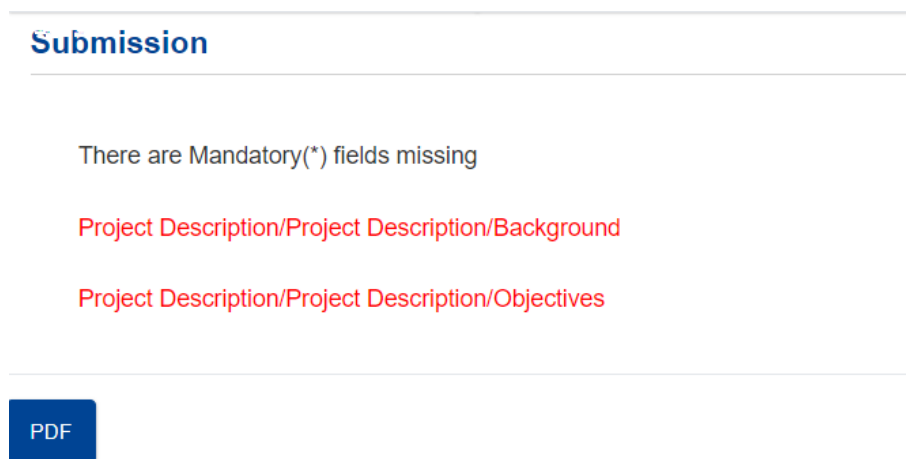 Submission
There are Mandatory(*) fields missing
Project Description/Project Description/Background
Project Description/Project Description/Objectives
PDF